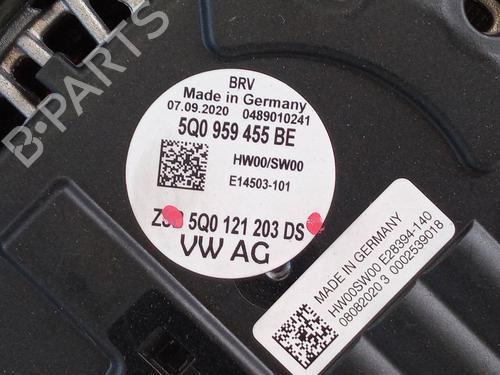 B-PARTS
BRV
Made in Germany
07.09.2020 0489010241
5Q0 959 455 BE
HW00/SW00
E14503-101
5Q0 121 203 DS
VW AG
MADE IN GERMANY
HW00SW00 E28394-140
08082020 3 0002539018